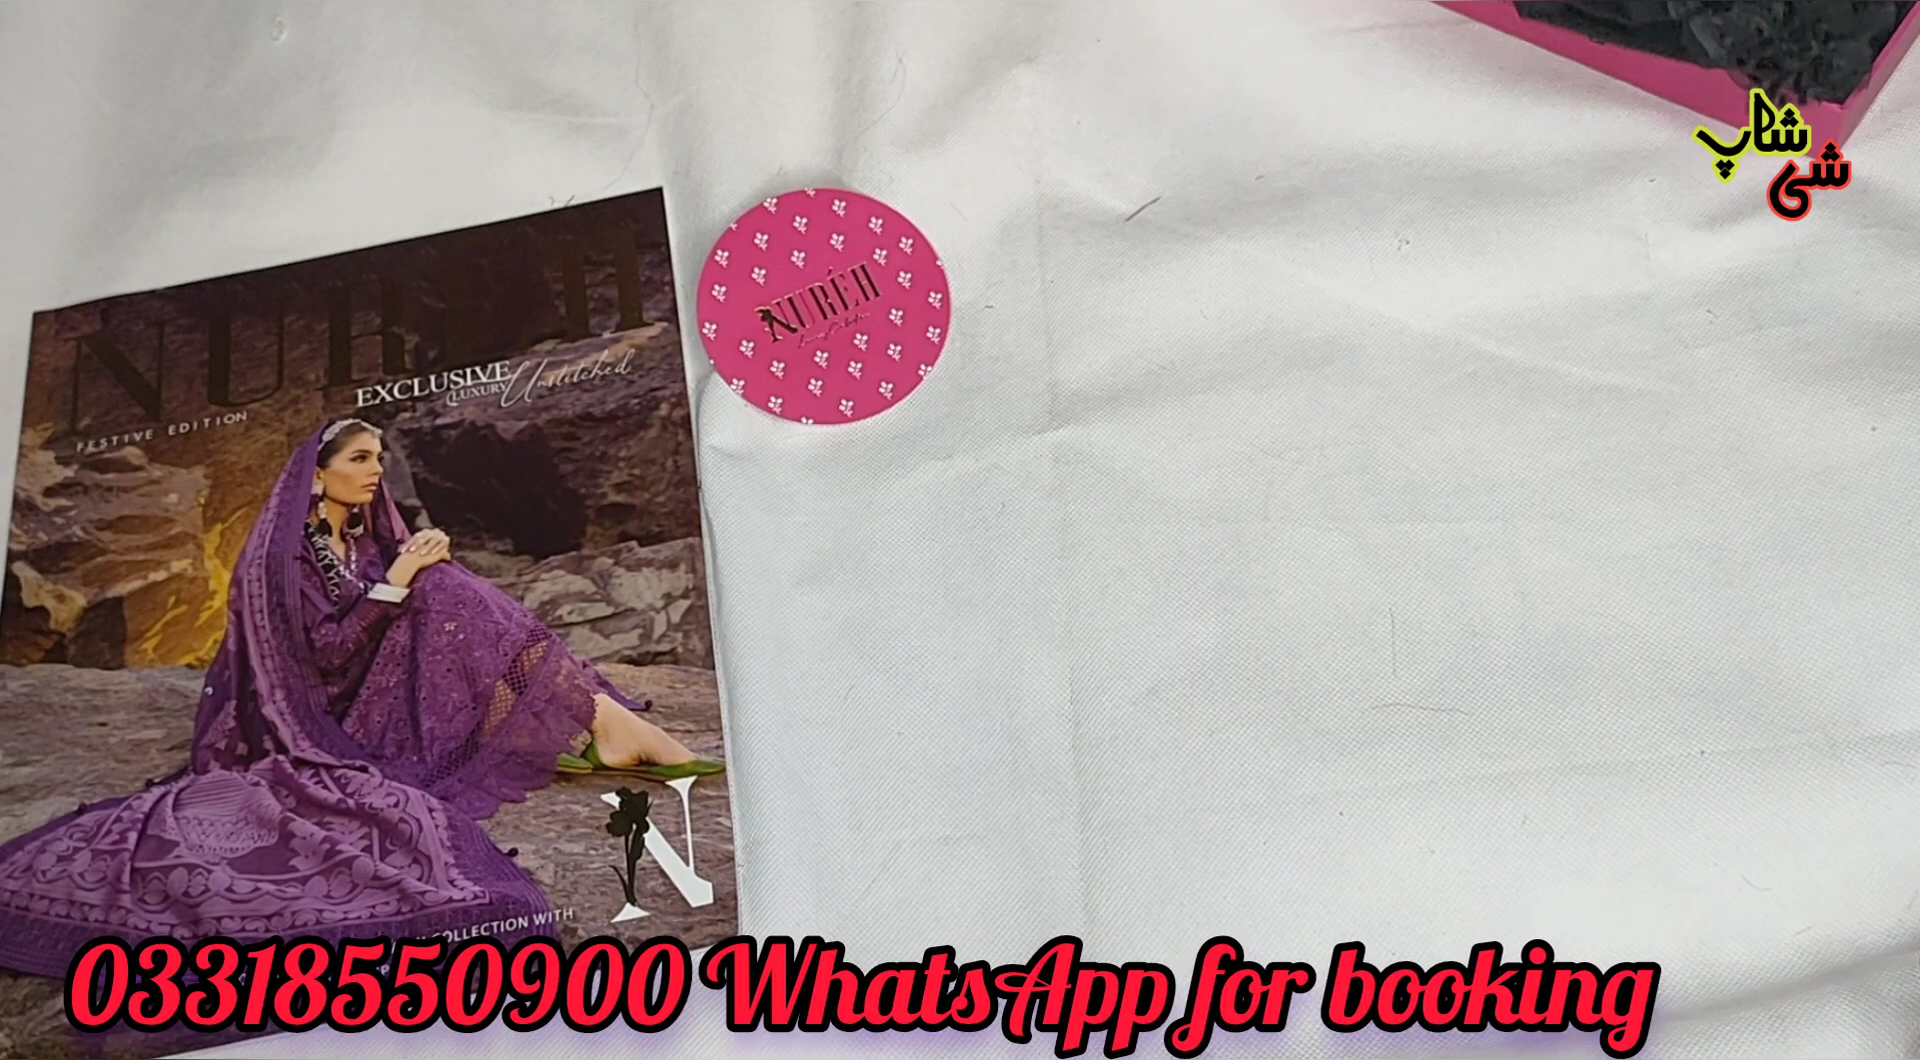 شاپ
شی
NUREH
EXCLUSIVE
LUXURY Unstitched
FESTIVE EDITION
NURÉH
N
COLLECTION WITH
03318550900 WhatsApp for booking